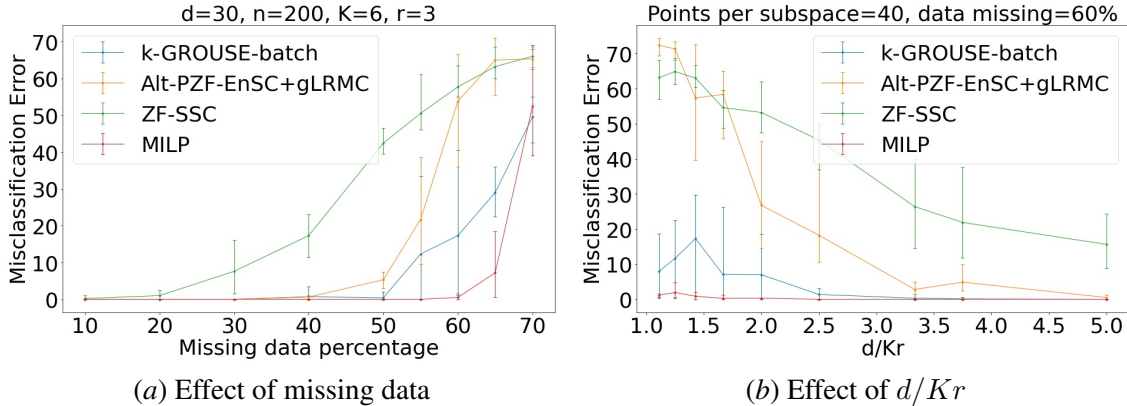 d=30, n=200, K=6, r=3
Misclassification Error
70
60
50
40
30
20
10
0
k-GROUSE-batch
Alt-PZF-EnSC+gLRMC
ZF-SSC
MILP
10 20 30 40 50 60 70
Missing data percentage
(a) Effect of missing data
Points per subspace=40, data missing=60%
Misclassification Error
70
60
50
40
30
20
10
0
k-GROUSE-batch
Alt-PZF-EnSC+gLRMC
ZF-SSC
MILP
1.0 1.5 2.0 2.5 3.0 3.5 4.0 4.5 5.0
d/Kr
(b) Effect of d/Kr